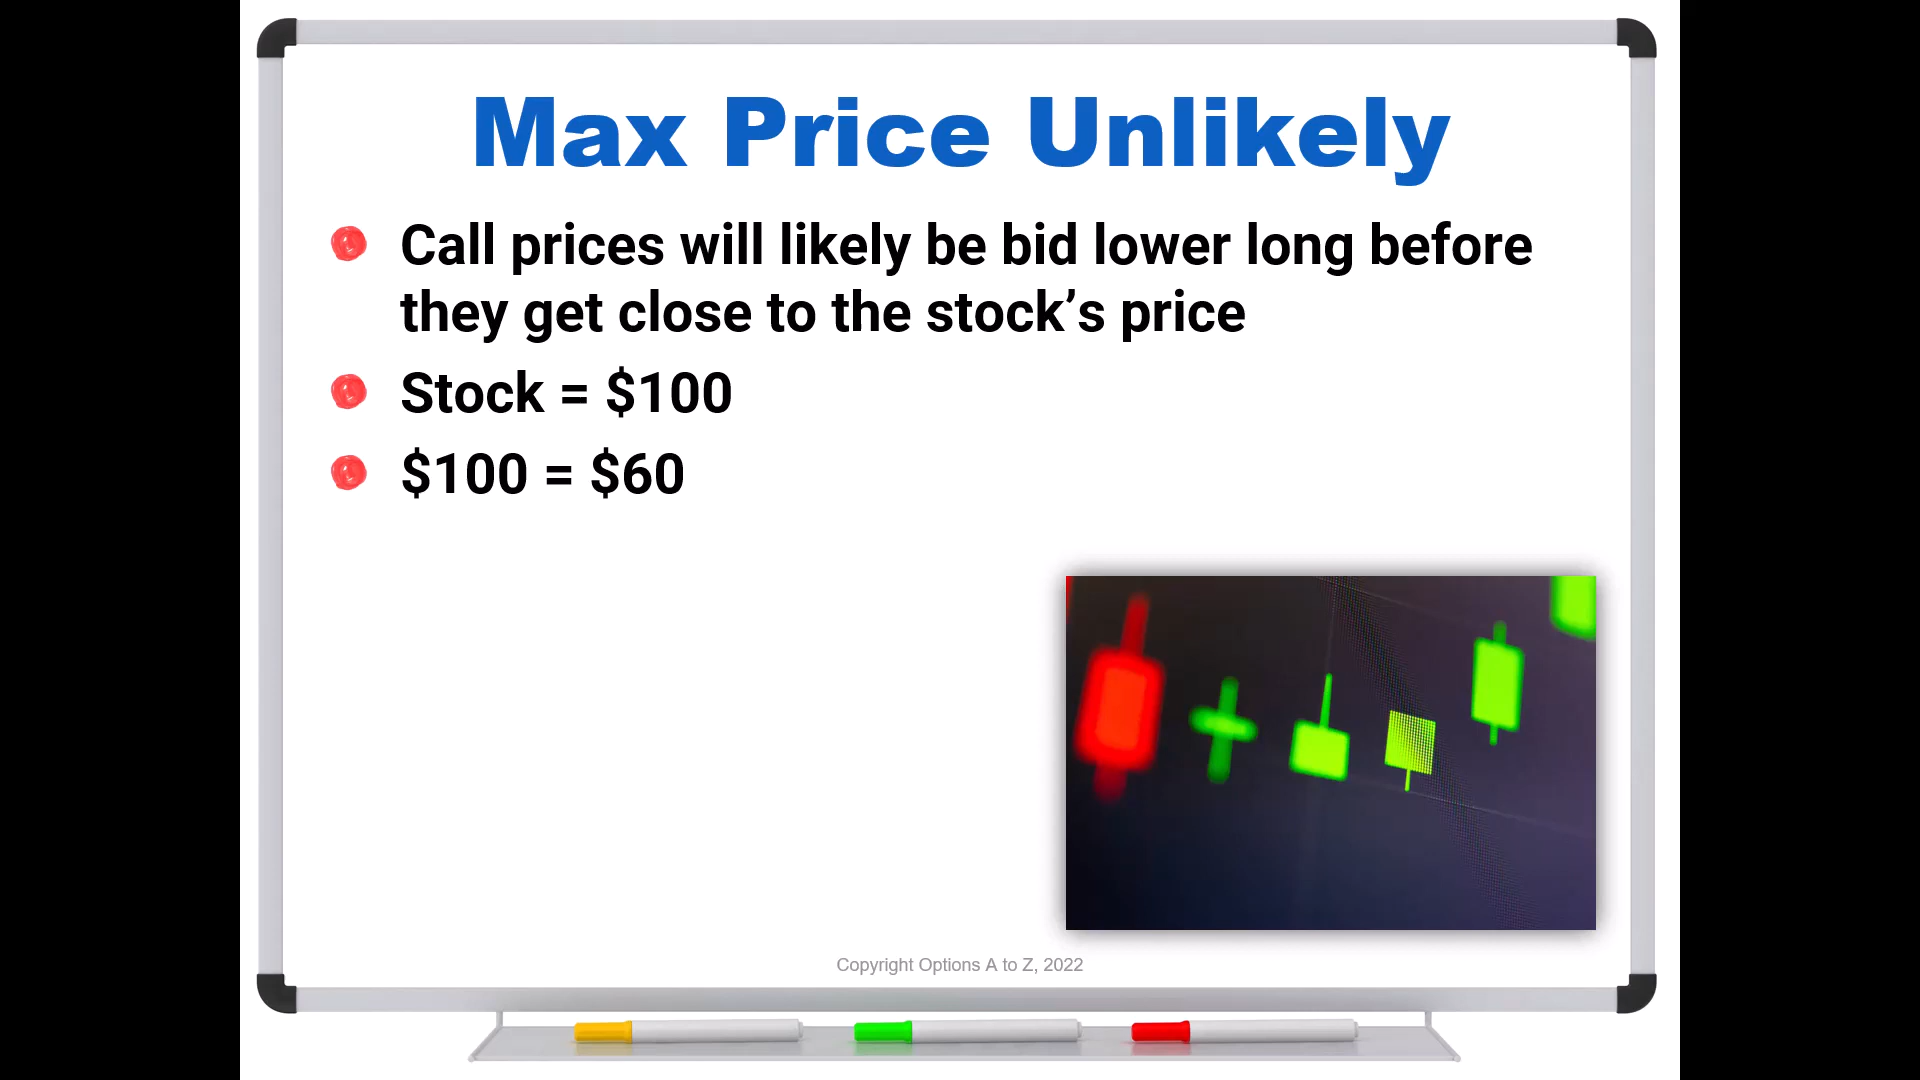 Max Price Unlikely
Call prices will likely be bid lower long before
they get close to the stock’s price
Stock = $100
$100 = $60
Copyright Options A to Z, 2022